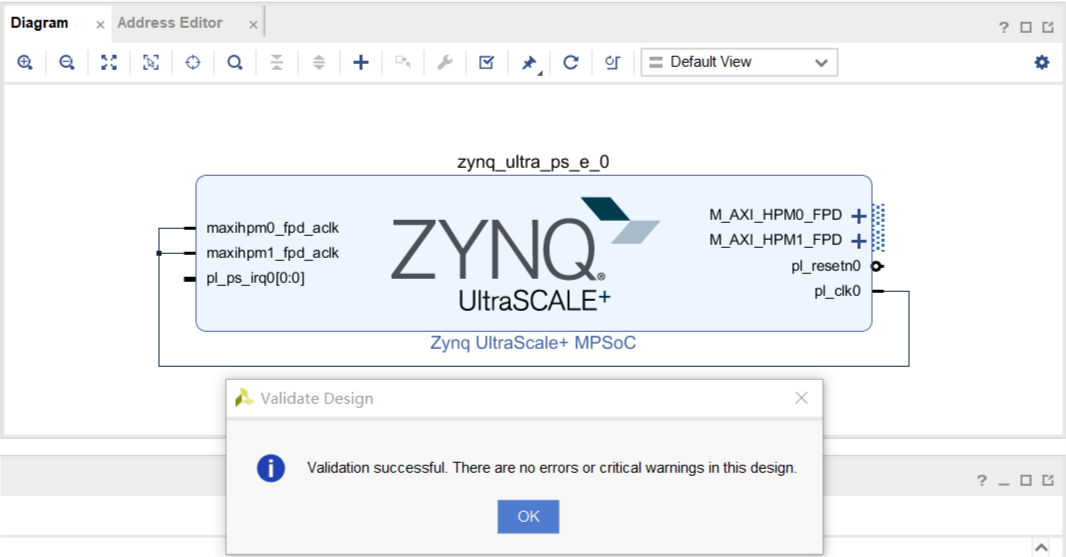 Diagram × Address Editor ×
Default View
zynq_ultra_ps_e_0
maxihpm0_fpd_aclk
maxihpm1_fpd_aclk
pl_ps_irq0[0:0]
ZYNQ®
UltraSCALE+
M_AXI_HPM0_FPD
M_AXI_HPM1_FPD
pl_resetn0
pl_clk0
Zynq UltraScale+ MPSoC
Validate Design
Validation successful. There are no errors or critical warnings in this design.
OK